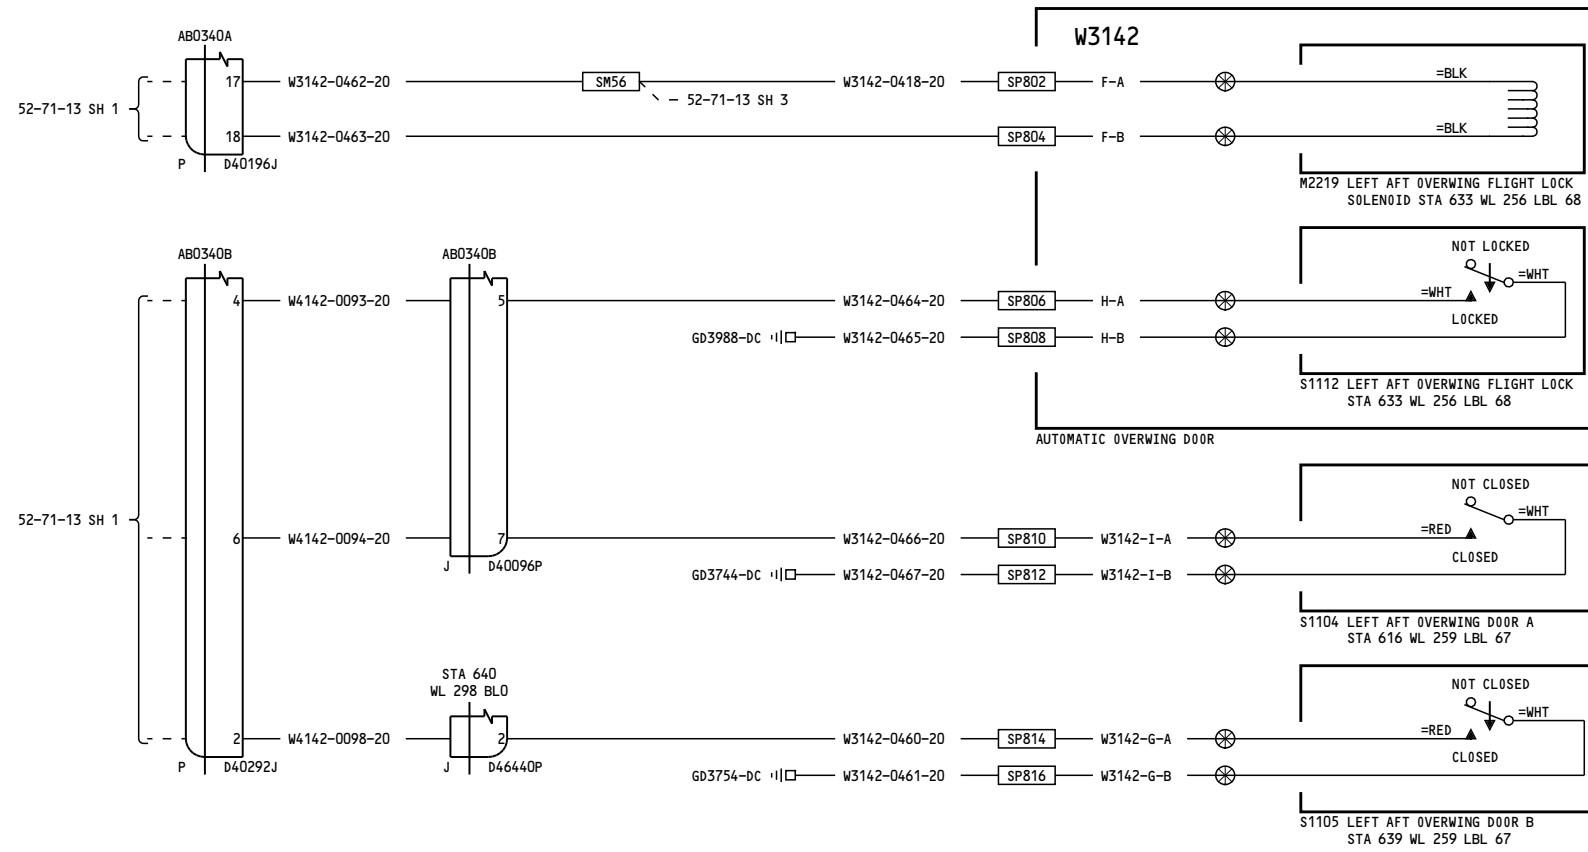 W3142
AB0340A
17 W3142-0462-20 SM56 W3142-0418-20 SP802 F-A =BLK
52-71-13 SH 3
52-71-13 SH 1
18 W3142-0463-20 SP804 F-B =BLK
P D40196J
M2219 LEFT AFT OVERWING FLIGHT LOCK
SOLENOID STA 633 WL 256 LBL 68
AB0340B AB0340B
NOT LOCKED
=WHT
4 W4142-0093-20 5 W3142-0464-20 SP806 H-A =WHT
LOCKED
GD3988-DC W3142-0465-20 SP808 H-B
S1112 LEFT AFT OVERWING FLIGHT LOCK
STA 633 WL 256 LBL 68
AUTOMATIC OVERWING DOOR
NOT CLOSED
=WHT
52-71-13 SH 1
6 W4142-0094-20 7 W3142-0466-20 SP810 W3142-I-A =RED
CLOSED
J D40096P
GD3744-DC W3142-0467-20 SP812 W3142-I-B
S1104 LEFT AFT OVERWING DOOR A
STA 616 WL 259 LBL 67
STA 640
WL 298 BL0
NOT CLOSED
=WHT
2 W4142-0098-20 2 W3142-0460-20 SP814 W3142-G-A =RED
CLOSED
P D40292J J D46440P
GD3754-DC W3142-0461-20 SP816 W3142-G-B
S1105 LEFT AFT OVERWING DOOR B
STA 639 WL 259 LBL 67